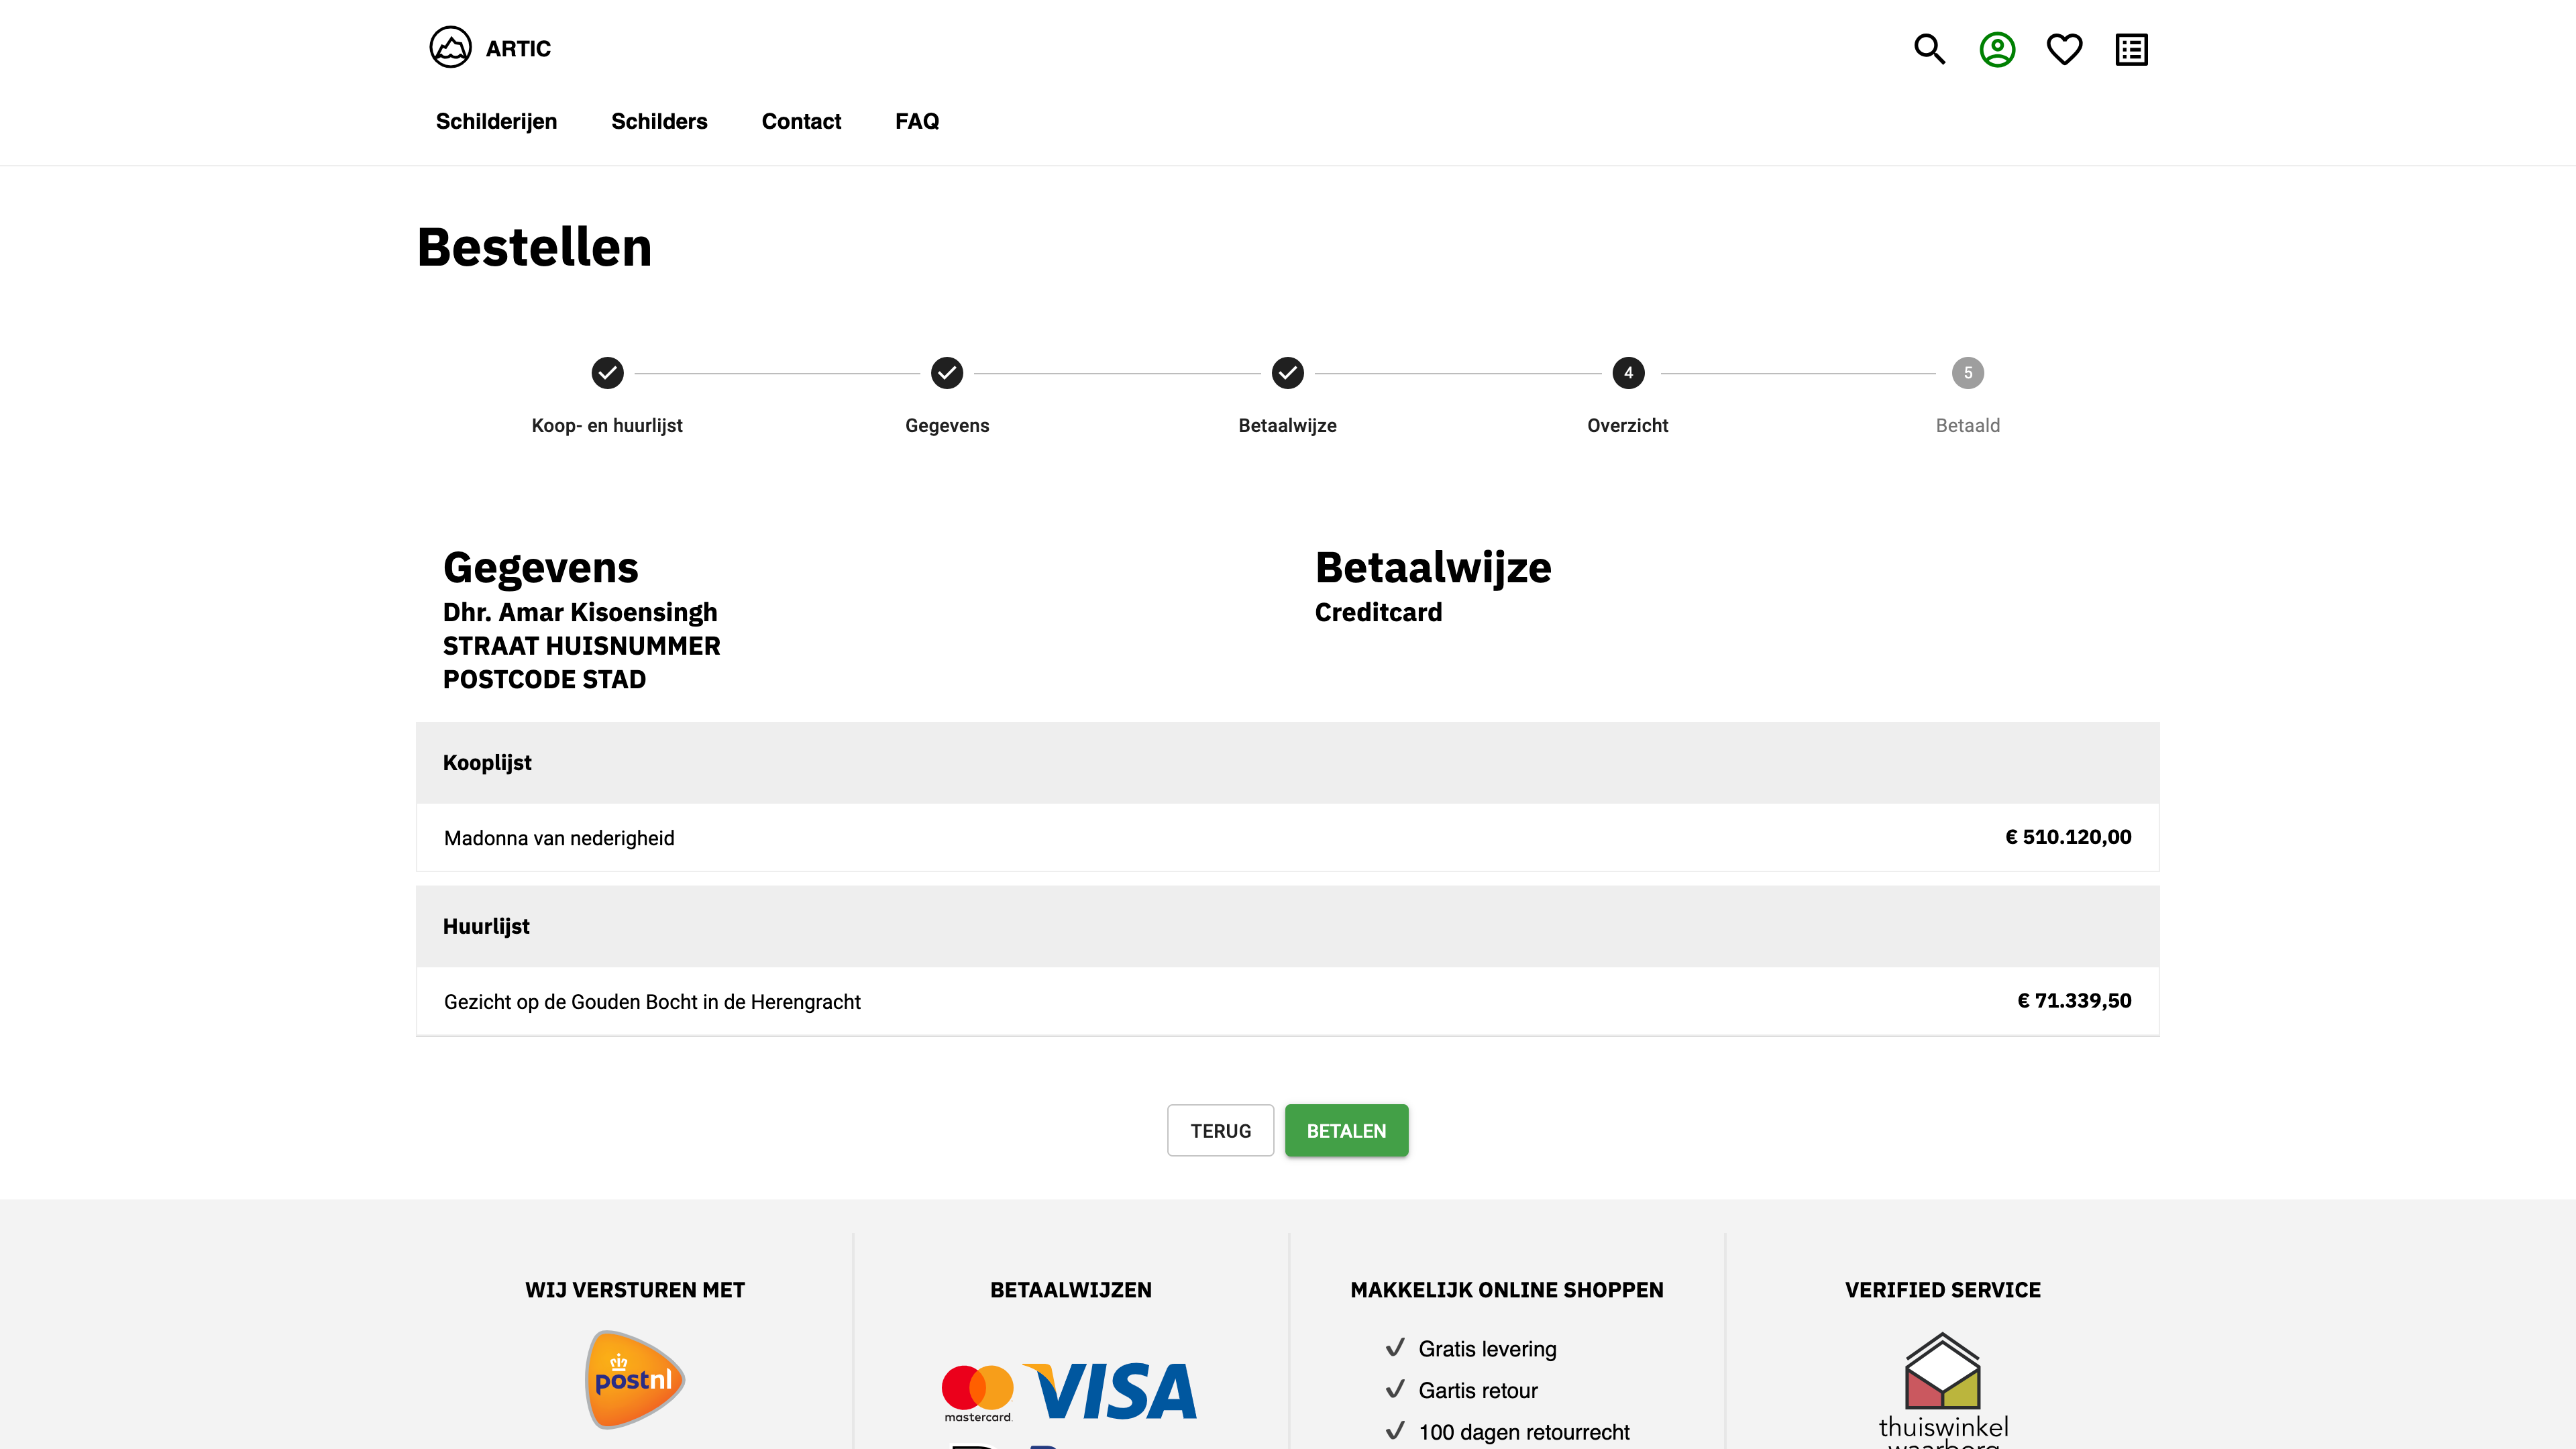 ARTIC
Schilderijen Schilders Contact FAQ
Bestellen
4 5
Koop- en huurlijst Gegevens Betaalwijze Overzicht Betaald
Gegevens
Dhr. Amar Kisoensingh
STRAAT HUISNUMMER
POSTCODE STAD
Betaalwijze
Creditcard
Kooplijst
Madonna van nederigheid € 510.120,00
Huurlijst
Gezicht op de Gouden Bocht in de Herengracht € 71.339,50
TERUG BETALEN
WIJ VERSTUREN MET
postnl
BETAALWIJZEN
mastercard VISA
MAKKELIJK ONLINE SHOPPEN
Gratis levering
Gartis retour
100 dagen retourrecht
VERIFIED SERVICE
thuiswinkel